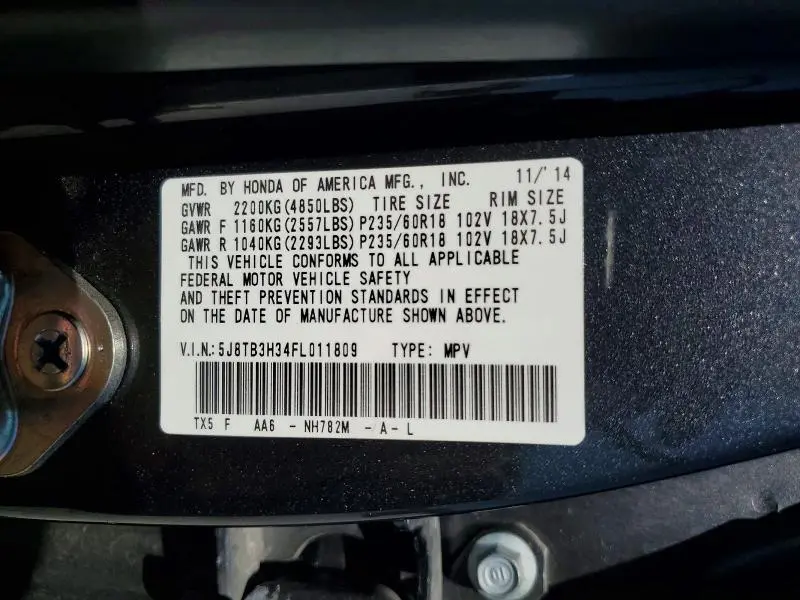 MFD. BY HONDA OF AMERICA MFG., INC. 11/'14
GVWR 2200KG(4850LBS) TIRE SIZE RIM SIZE
GAWR F 1160KG(2557LBS)P235/60R18 102V 18X7.5J
GAWR R 1040KG(2293LBS)P235/60R18 102V 18X7.5J
THIS VEHICLE CONFORMS TO ALL APPLICABLE
FEDERAL MOTOR VEHICLE SAFETY
AND THEFT PREVENTION STANDARDS IN EFFECT
ON THE DATE OF MANUFACTURE SHOWN ABOVE.
V.I.N.:5J8TB3H34FL011809 TYPE: MPV
TX5 F AA6 - NH782M - A - L